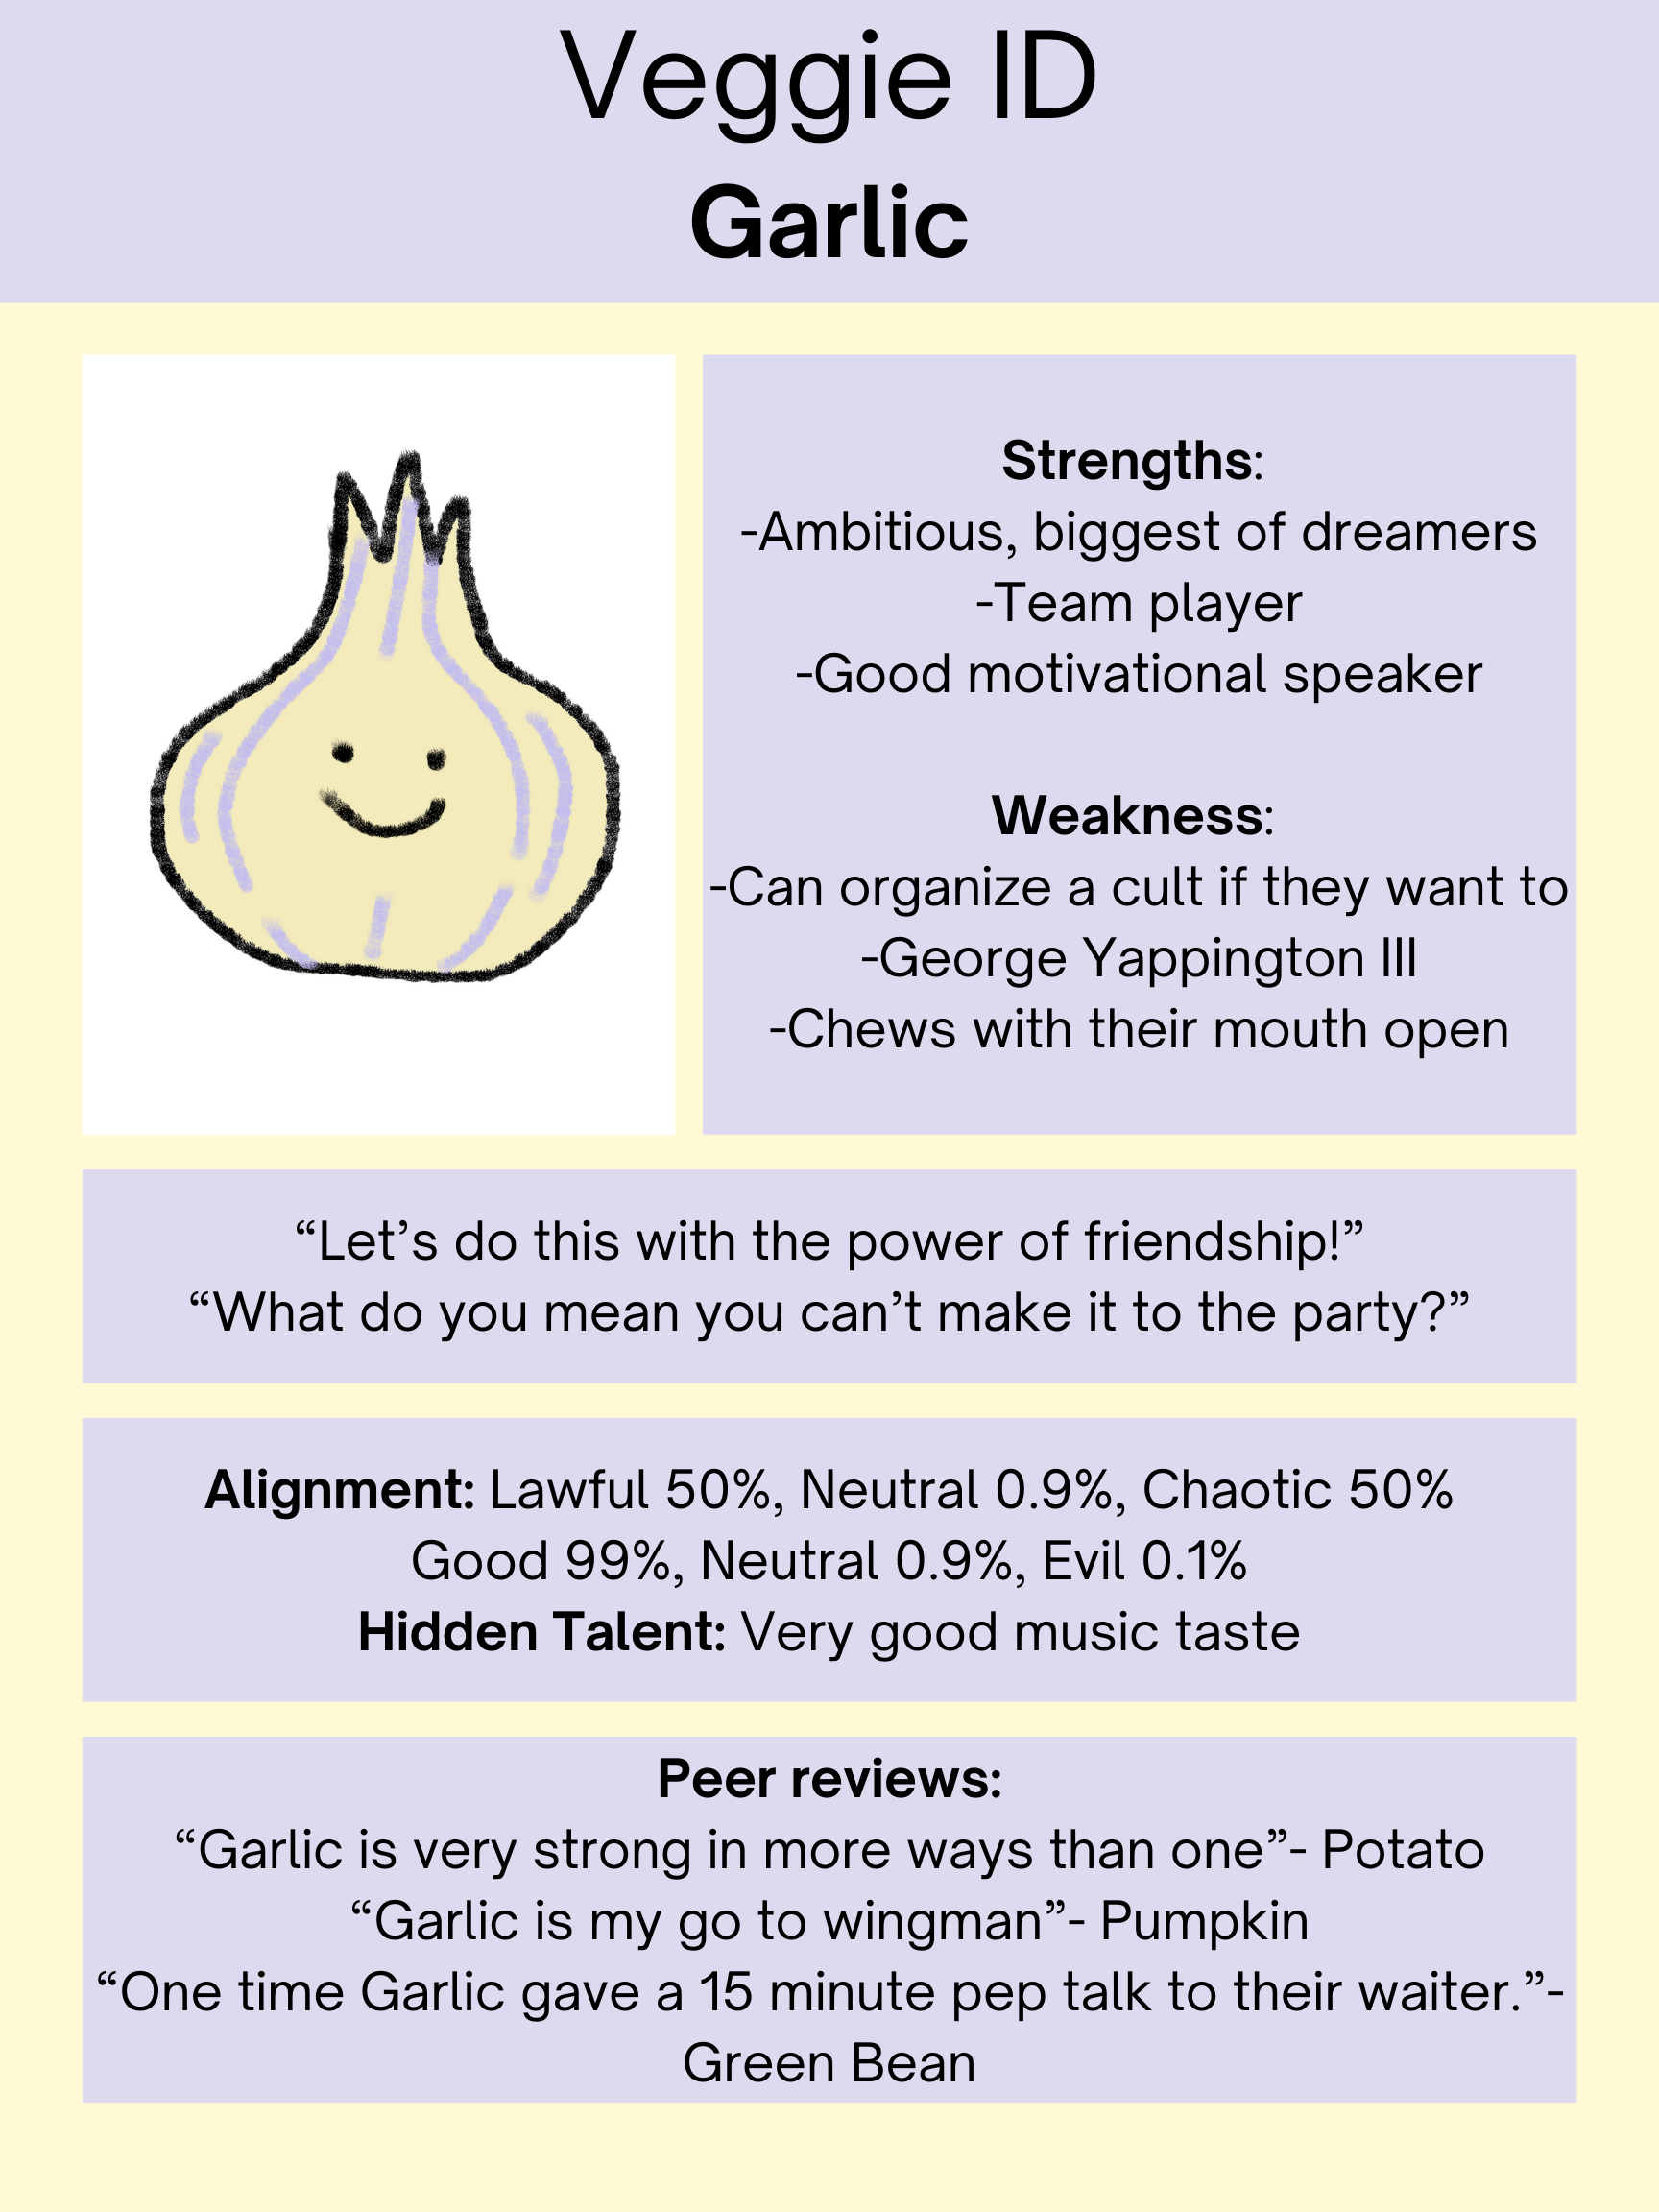 Veggie ID
Garlic
Strengths:
-Ambitious, biggest of dreamers
-Team player
-Good motivational speaker
Weakness:
-Can organize a cult if they want to
-George Yappington III
-Chews with their mouth open
“Let’s do this with the power of friendship!”
“What do you mean you can’t make it to the party?”
Alignment: Lawful 50%, Neutral 0.9%, Chaotic 50%
Good 99%, Neutral 0.9%, Evil 0.1%
Hidden Talent: Very good music taste
Peer reviews:
“Garlic is very strong in more ways than one”- Potato
“Garlic is my go to wingman”- Pumpkin
“One time Garlic gave a 15 minute pep talk to their waiter.”-
Green Bean